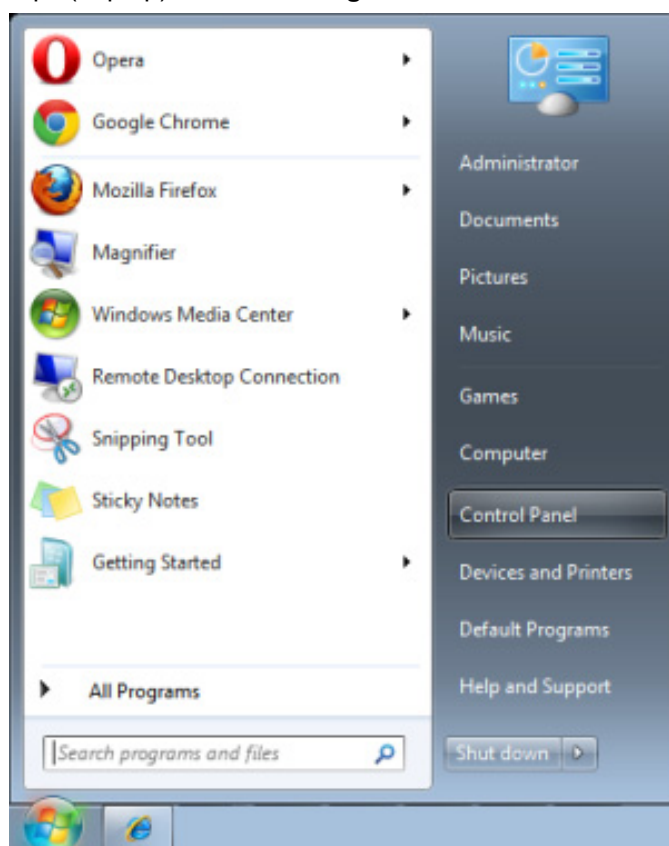 Opera
Google Chrome
Mozilla Firefox
Magnifier
Windows Media Center
Remote Desktop Connection
Snipping Tool
Sticky Notes
Getting Started
All Programs
Search programs and files
Administrator
Documents
Pictures
Music
Games
Computer
Control Panel
Devices and Printers
Default Programs
Help and Support
Shut down